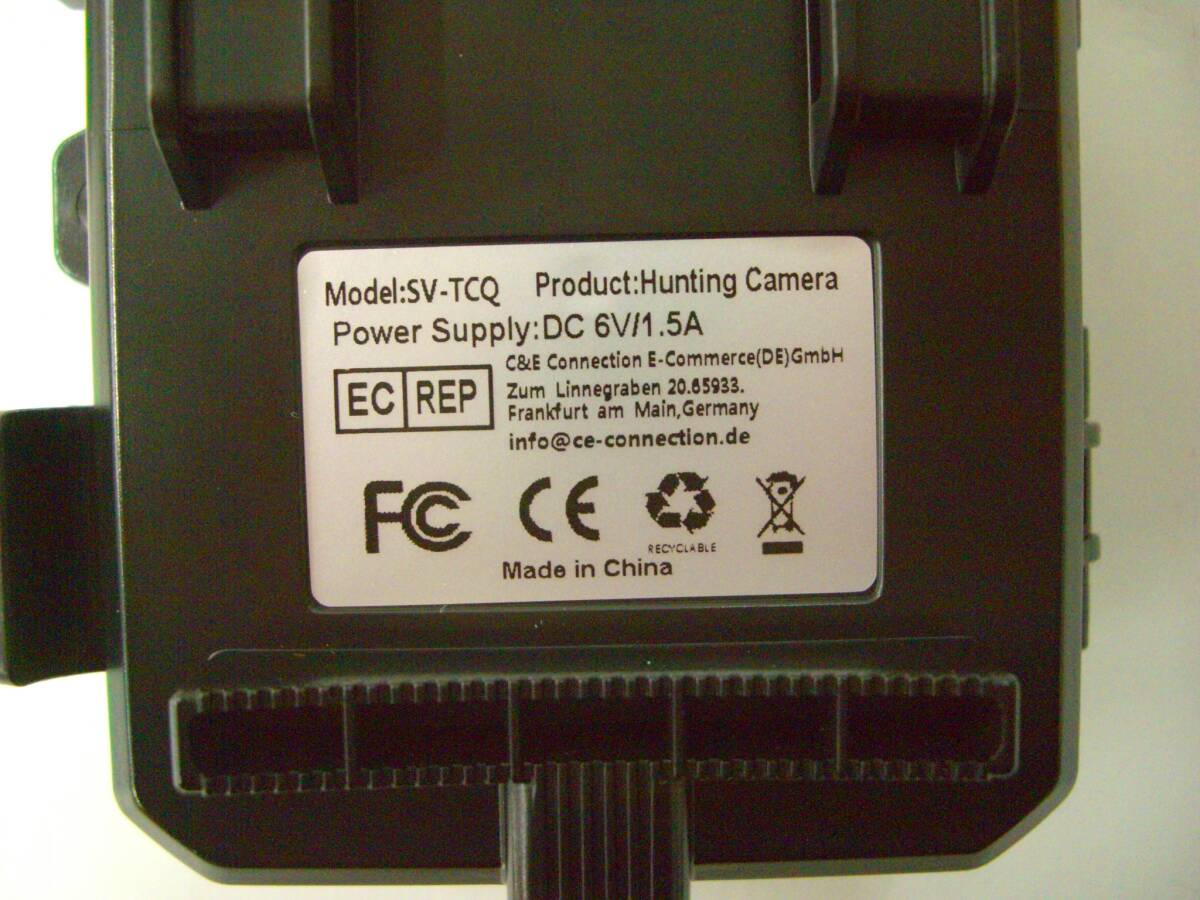 Model:SV-TCQ Product:Hunting Camera
Power Supply:DC 6V/1.5A
EC REP
C&E Connection E-Commerce(DE)GmbH
Zum Linnegraben 20.65933.
Frankfurt am Main,Germany
info@ce-connection.de
FC CE
RECYCLABLE
Made in China